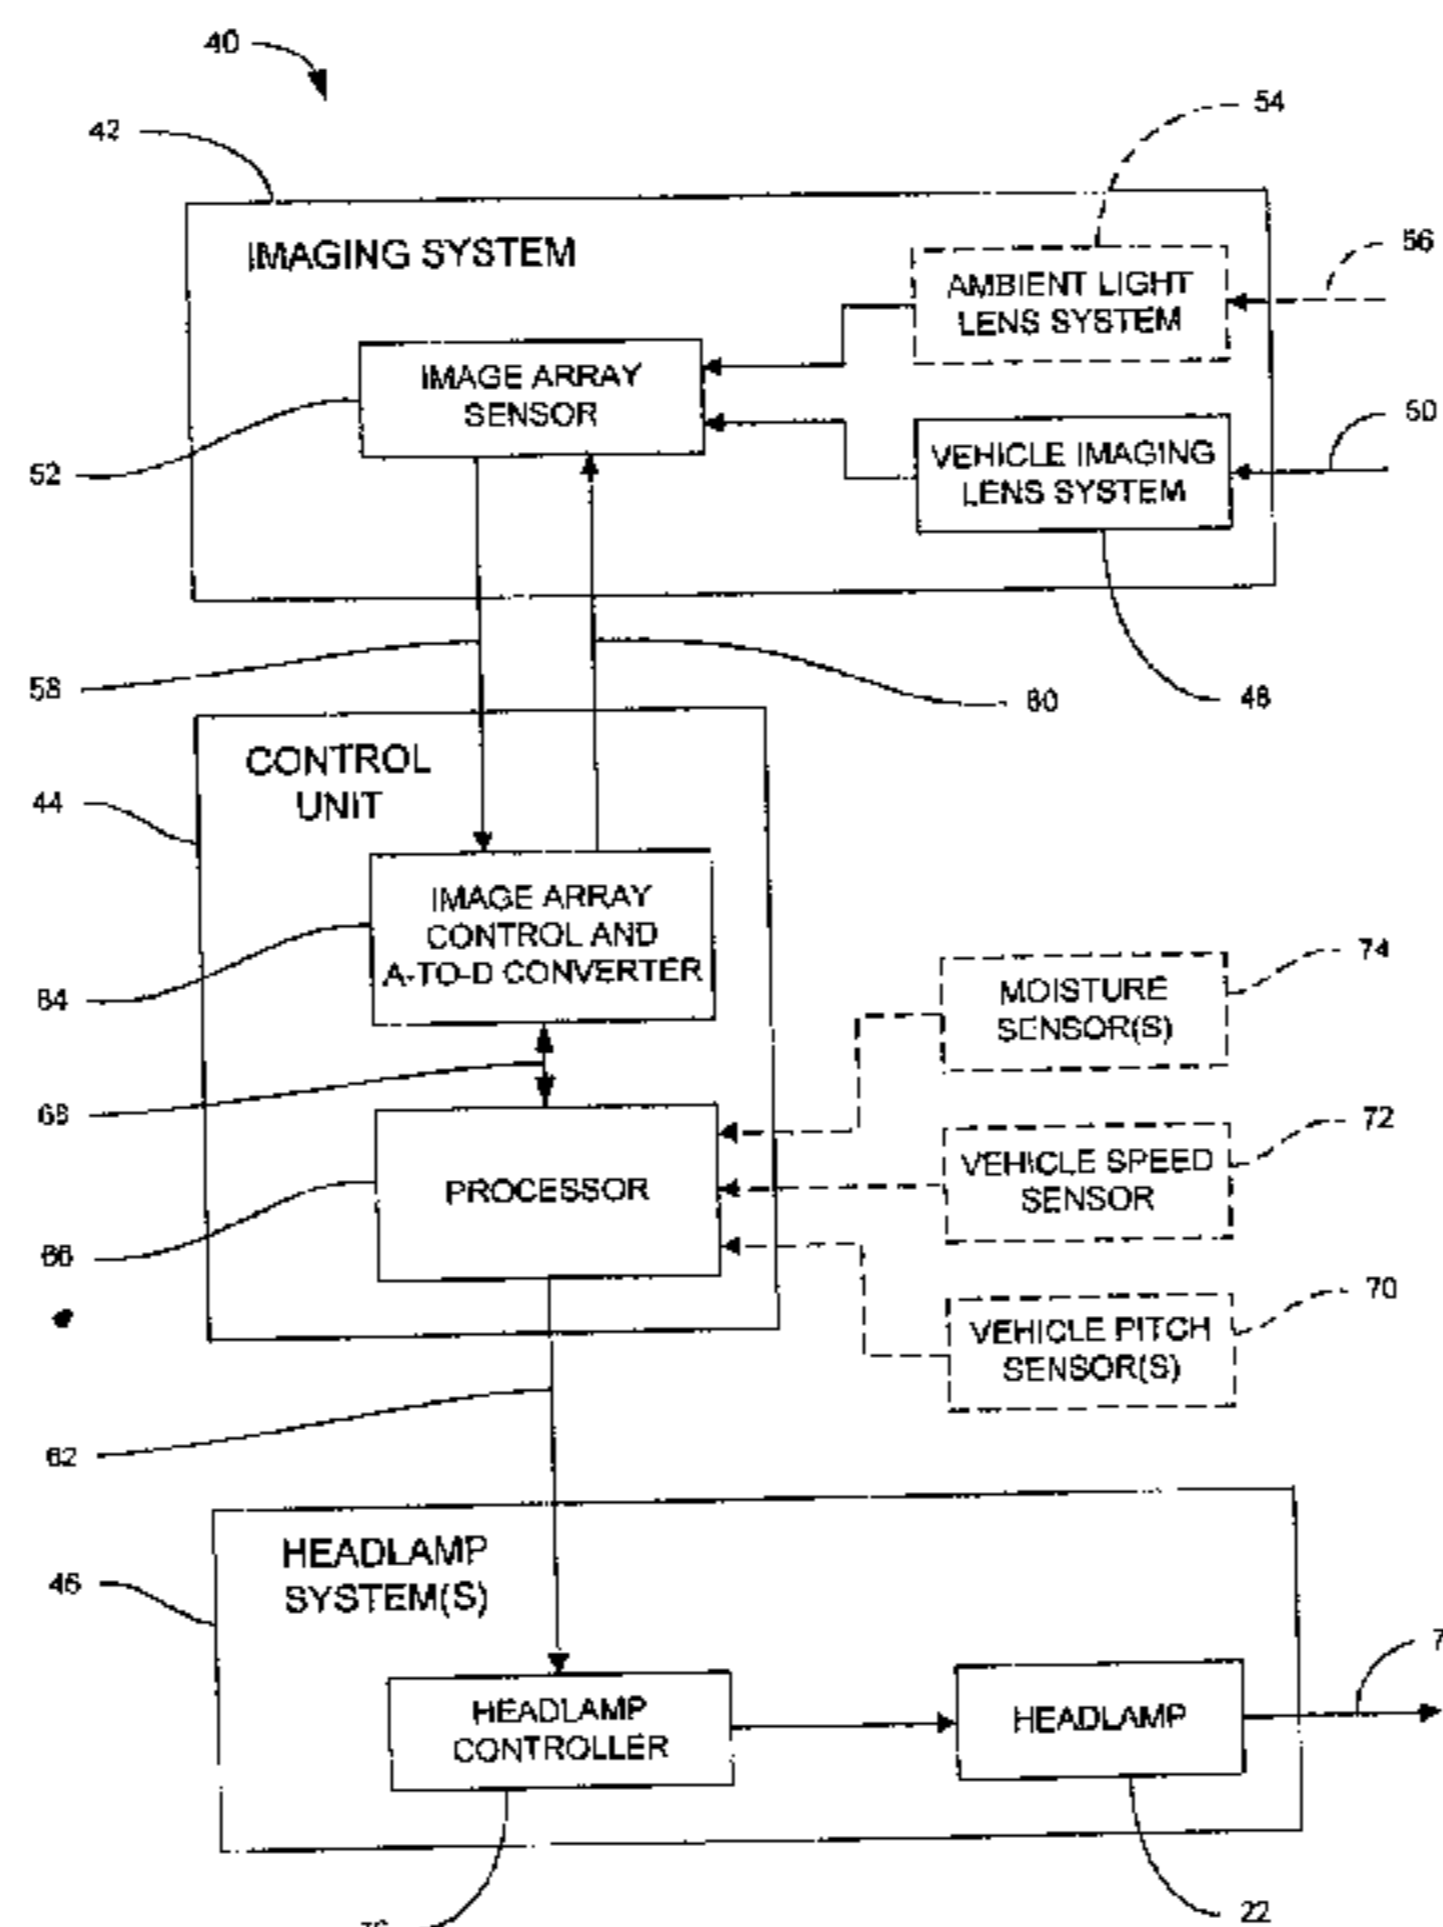 40
42
54
IMAGING SYSTEM
56
AMBIENT LIGHT
LENS SYSTEM
IMAGE ARRAY
SENSOR
50
VEHICLE IMAGING
LENS SYSTEM
52
58
60
48
CONTROL
UNIT
44
IMAGE ARRAY
CONTROL AND
A-TO-D CONVERTER
64
74
MOISTURE
SENSOR(S)
68
72
VEHICLE SPEED
SENSOR
PROCESSOR
66
70
VEHICLE PITCH
SENSOR(S)
62
HEADLAMP
SYSTEM(S)
46
7
HEADLAMP
CONTROLLER
HEADLAMP
22